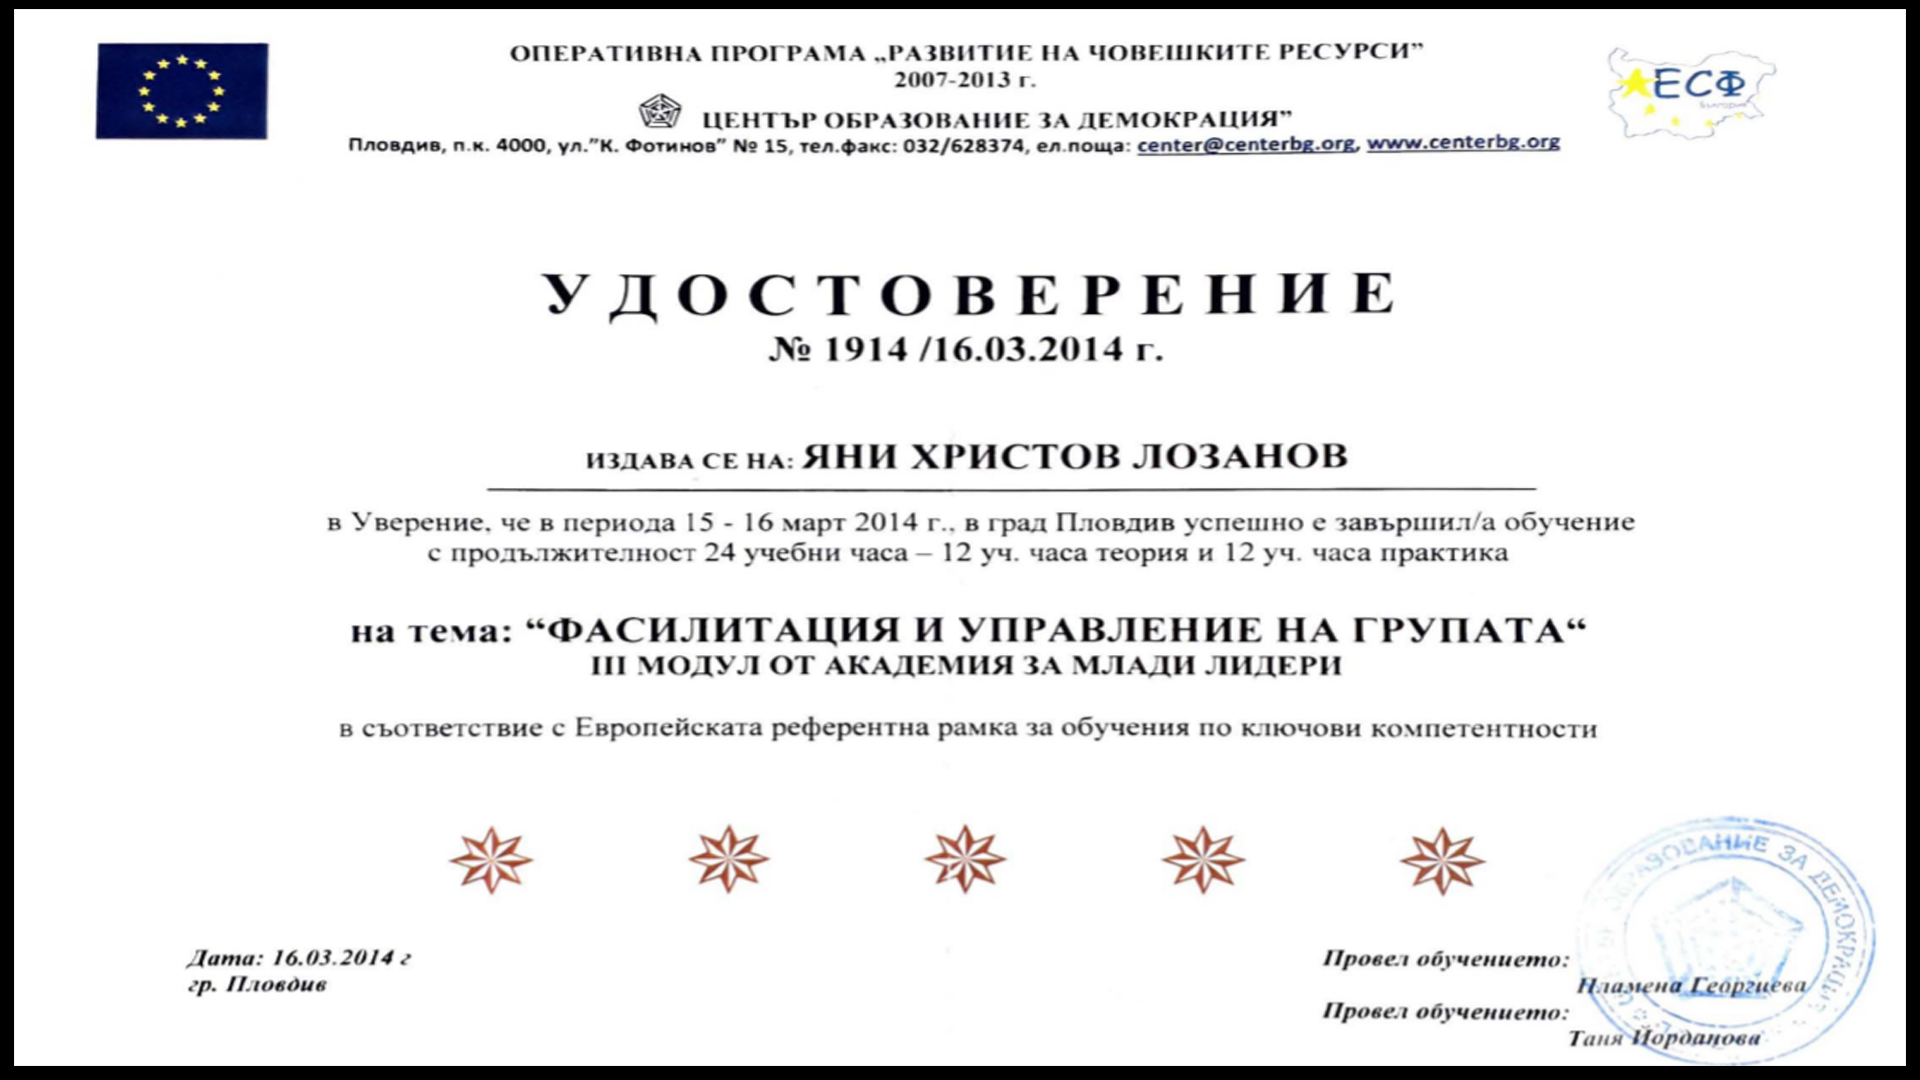 ОПЕРАТИВНА ПРОГРАМА „РАЗВИТИЕ НА ЧОВЕШКИТЕ РЕСУРСИ”
2007-2013 г.
ЦЕНТЪР ОБРАЗОВАНИЕ ЗА ДЕМОКРАЦИЯ”
Пловдив, п.к. 4000, ул.”К. Фотинов” № 15, тел.факс: 032/628374, ел.поща: center@centerbg.org, www.centerbg.org
ЕСФ
България
УДОСТОВЕРЕНИЕ
№ 1914 /16.03.2014 г.
ИЗДАВА СЕ НА: ЯНИ ХРИСТОВ ЛОЗАНОВ
в Уверение, че в периода 15 - 16 март 2014 г., в град Пловдив успешно е завършил/а обучение
с продължителност 24 учебни часа – 12 уч. часа теория и 12 уч. часа практика
на тема: “ФАСИЛИТАЦИЯ И УПРАВЛЕНИЕ НА ГРУПАТА“
III МОДУЛ ОТ АКАДЕМИЯ ЗА МЛАДИ ЛИДЕРИ
в съответствие с Европейската референтна рамка за обучения по ключови компетентности
Дата: 16.03.2014 г
гр. Пловдив
Провел обучението:
Пламена Георгиева
Провел обучението:
Таня Йорданова
ОБРАЗОВАНИЕ ЗА ДЕМОКРАЦИЯ